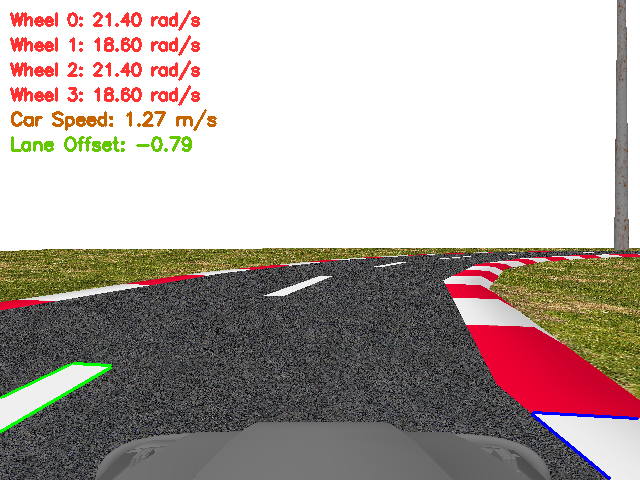 Wheel 0: 21.40 rad/s
Wheel 1: 18.60 rad/s
Wheel 2: 21.40 rad/s
Wheel 3: 18.60 rad/s
Car Speed: 1.27 m/s
Lane Offset: -0.79